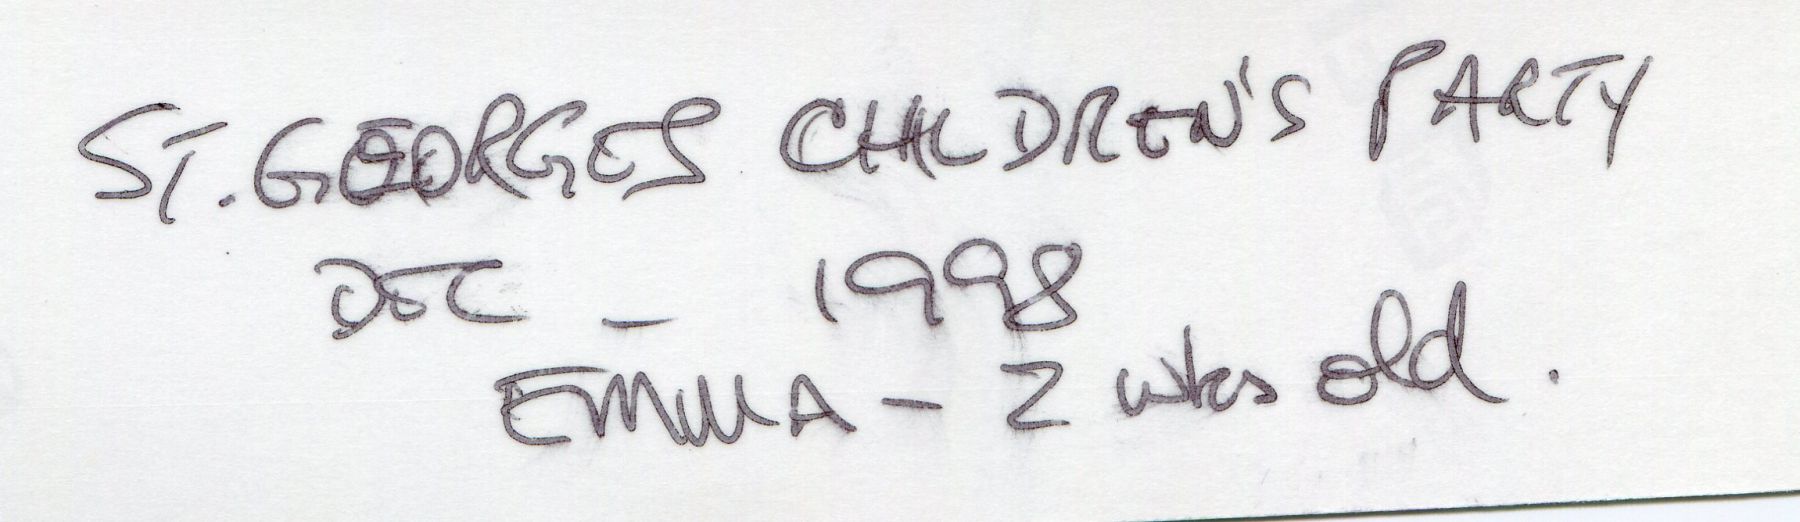 ST. GEORGES CHILDREN'S PARTY
DEC - 1998
EMMA - 2 wks old.